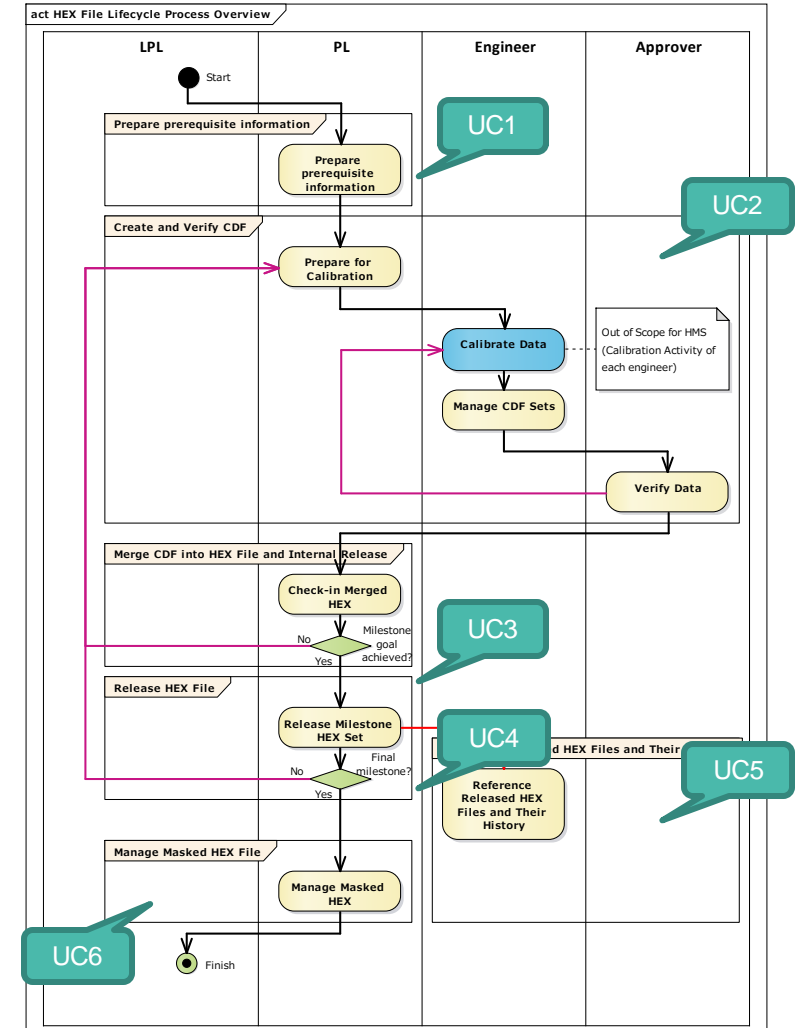 act HEX File Lifecycle Process Overview
LPL
PL
Engineer
Approver
Start
Prepare prerequisite information
UC1
Prepare
prerequisite
information
UC2
Create and Verify CDF
Prepare for
Calibration
Out of Scope for HMS
(Calibration Activity of
each engineer)
Calibrate Data
Manage CDF Sets
Verify Data
Merge CDF into HEX File and Internal Release
Check-in Merged
HEX
UC3
No
Milestone
goal
achieved?
Yes
Release HEX File
Release Milestone
HEX Set
UC4
d HEX Files and Their
UC5
Final
milestone?
No
Yes
Reference
Released HEX
Files and Their
History
Manage Masked HEX File
Manage Masked
HEX
UC6
Finish